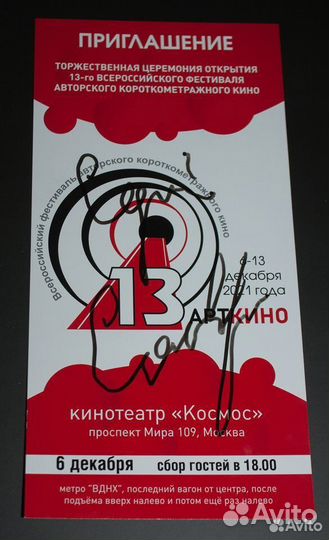 ПРИГЛАШЕНИЕ
ТОРЖЕСТВЕННАЯ ЦЕРЕМОНИЯ ОТКРЫТИЯ
13-го ВСЕРОССИЙСКОГО ФЕСТИВАЛЯ
АВТОРСКОГО КОРОТКОМЕТРАЖНОГО КИНО
Всероссийский фестиваль авторского короткометражного кино
13
6-13
декабря
2021 года
АРТКИНО
кинотеатр «Космос»
проспект Мира 109, Москва
6 декабря сбор гостей в 18.00
метро "ВДНХ", последний вагон от центра, после
подъёма вверх налево и потом ещё раз налево
Avito